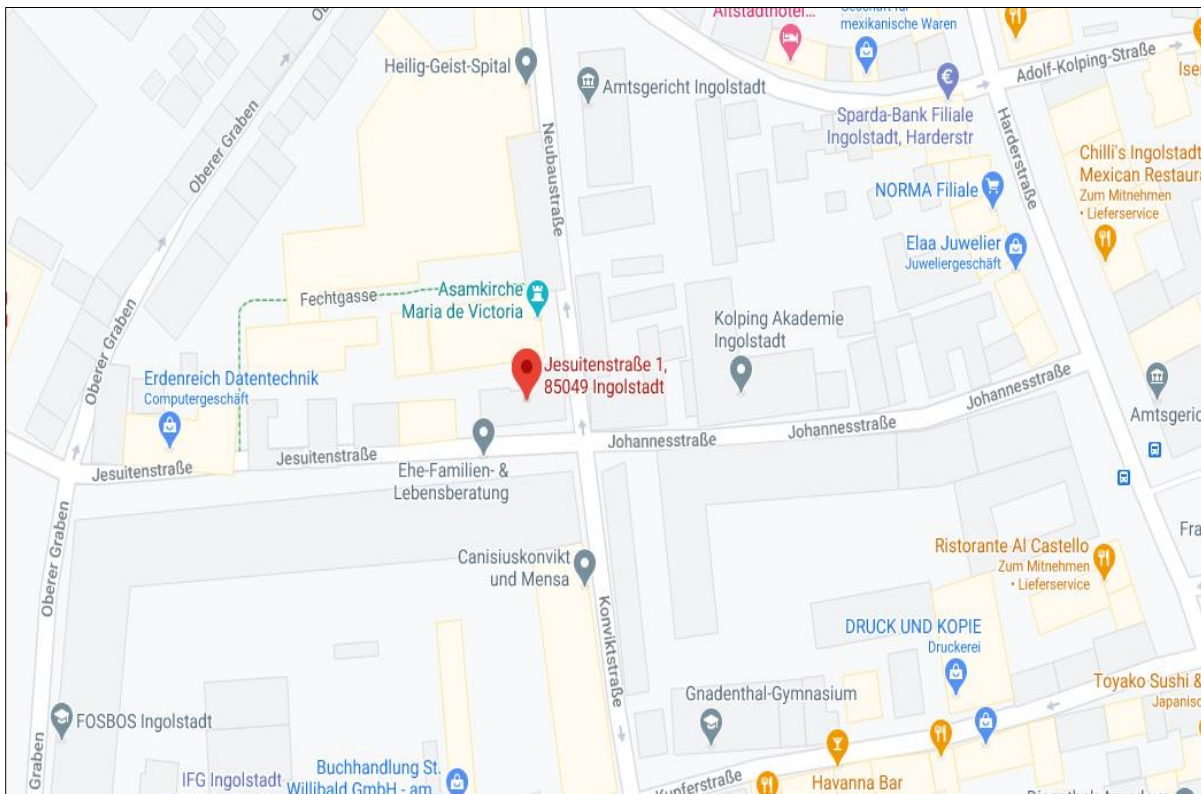 Altstadthotel...
Geschäft für
mexikanische Waren
Heilig-Geist-Spital
Amtsgericht Ingolstadt
Adolf-Kolping-Straße
Oberer Graben
Sparda-Bank Filiale
Ingolstadt, Harderstr
Neubaustraße
Harderstraße
Chilli's Ingolstadt
Mexican Restaura
Zum Mitnehmen
• Lieferservice
NORMA Filiale
Elaa Juwelier
Juweliergeschäft
Fechtgasse
Asamkirche
Maria de Victoria
Kolping Akademie
Ingolstadt
Jesuitenstraße 1,
85049 Ingolstadt
Oberer Graben
Erdenreich Datentechnik
Computergeschäft
Johannesstraße
Johannesstraße
Johannesstraße
Amtsgeric
Jesuitenstraße
Jesuitenstraße
Ehe-Familien- &
Lebensberatung
Oberer Graben
Canisiuskonvikt
und Mensa
Ristorante Al Castello
Zum Mitnehmen
• Lieferservice
Fra
Konviktstraße
DRUCK UND KOPIE
Druckerei
Gnadenthal-Gymnasium
Toyako Sushi &
Japanisc
FOSBOS Ingolstadt
Graben
IFG Ingolstadt
Buchhandlung St.
Willibald GmbH - am
Kupferstraße
Havanna Bar